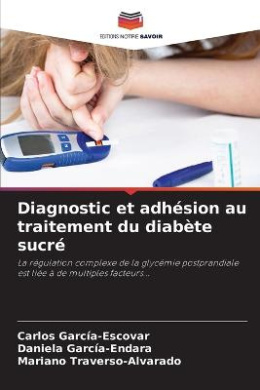 EDITIONS NOTRE SAVOIR
Diagnostic et adhésion au
traitement du diabète
sucré
La régulation complexe de la glycémie postprandiale
est liée à de multiples facteurs...
Carlos García-Escovar
Daniela García-Endara
Mariano Traverso-Alvarado